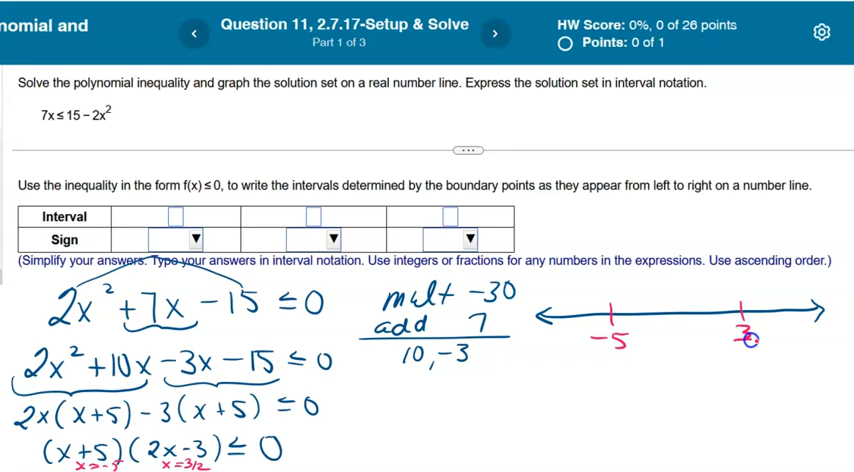 nomial and
Question 11, 2.7.17-Setup & Solve
Part 1 of 3
HW Score: 0%, 0 of 26 points
Points: 0 of 1
Solve the polynomial inequality and graph the solution set on a real number line. Express the solution set in interval notation.
7x ≤ 15 − 2x²
Use the inequality in the form f(x) ≤ 0, to write the intervals determined by the boundary points as they appear from left to right on a number line.
Interval
Sign
(Simplify your answers. Type your answers in interval notation. Use integers or fractions for any numbers in the expressions. Use ascending order.)
2x² + 7x − 15 ≤ 0
2x² + 10x − 3x − 15 ≤ 0
2x(x+5) − 3(x+5) ≤ 0
(x+5)(2x−3) ≤ 0
x=-5 x=3/2
mult −30
add 7
10, −3
−5 3